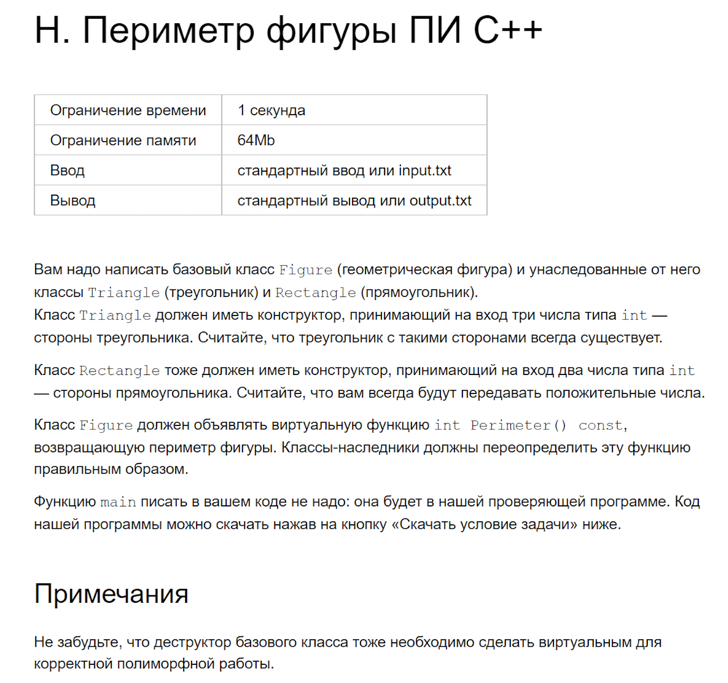 Н. Периметр фигуры ПИ С++
Ограничение времени 1 секунда
Ограничение памяти 64Mb
Ввод стандартный ввод или input.txt
Вывод стандартный вывод или output.txt
Вам надо написать базовый класс Figure (геометрическая фигура) и унаследованные от него
классы Triangle (треугольник) и Rectangle (прямоугольник).
Класс Triangle должен иметь конструктор, принимающий на вход три числа типа int —
стороны треугольника. Считайте, что треугольник с такими сторонами всегда существует.
Класс Rectangle тоже должен иметь конструктор, принимающий на вход два числа типа int
— стороны прямоугольника. Считайте, что вам всегда будут передавать положительные числа.
Класс Figure должен объявлять виртуальную функцию int Perimeter() const,
возвращающую периметр фигуры. Классы-наследники должны переопределить эту функцию
правильным образом.
Функцию main писать в вашем коде не надо: она будет в нашей проверяющей программе. Код
нашей программы можно скачать нажав на кнопку «Скачать условие задачи» ниже.
Примечания
Не забудьте, что деструктор базового класса тоже необходимо сделать виртуальным для
корректной полиморфной работы.